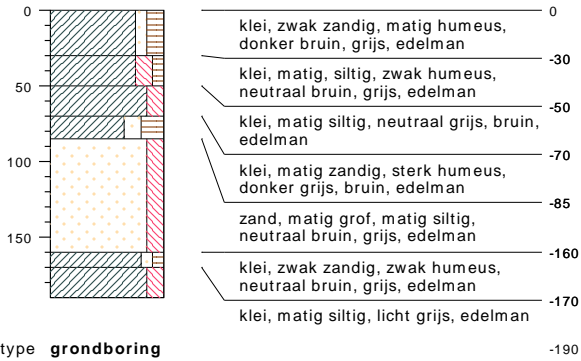 0
0
klei, zwak zandig, matig humeus,
donker bruin, grijs, edelman
-30
klei, matig, siltig, zwak humeus,
neutraal bruin, grijs, edelman
50
-50
klei, matig siltig, neutraal grijs, bruin,
edelman
-70
klei, matig zandig, sterk humeus,
donker grijs, bruin, edelman
100
-85
zand, matig grof, matig siltig,
neutraal bruin, grijs, edelman
150
-160
klei, zwak zandig, zwak humeus,
neutraal bruin, grijs, edelman
-170
klei, matig siltig, licht grijs, edelman
type grondboring
-190